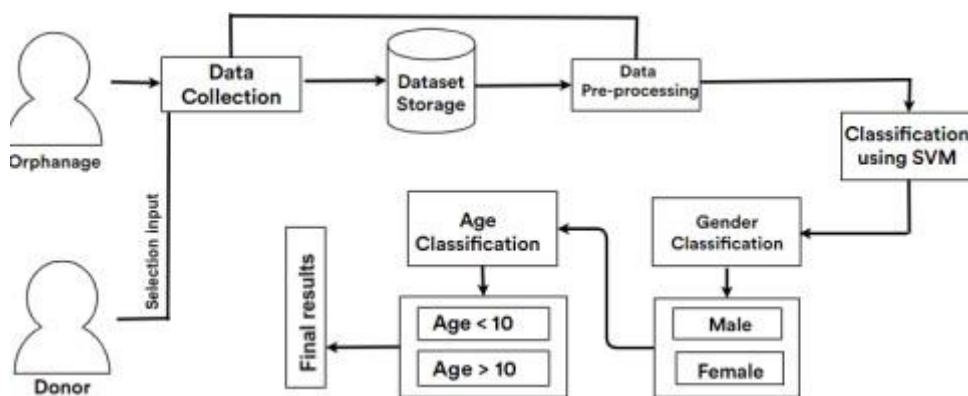 Orphanage
Data
Collection
Dataset
Storage
Data
Pre-processing
Classification
using SVM
Selection input
Donor
Final results
Age
Classification
Age < 10
Age > 10
Gender
Classification
Male
Female